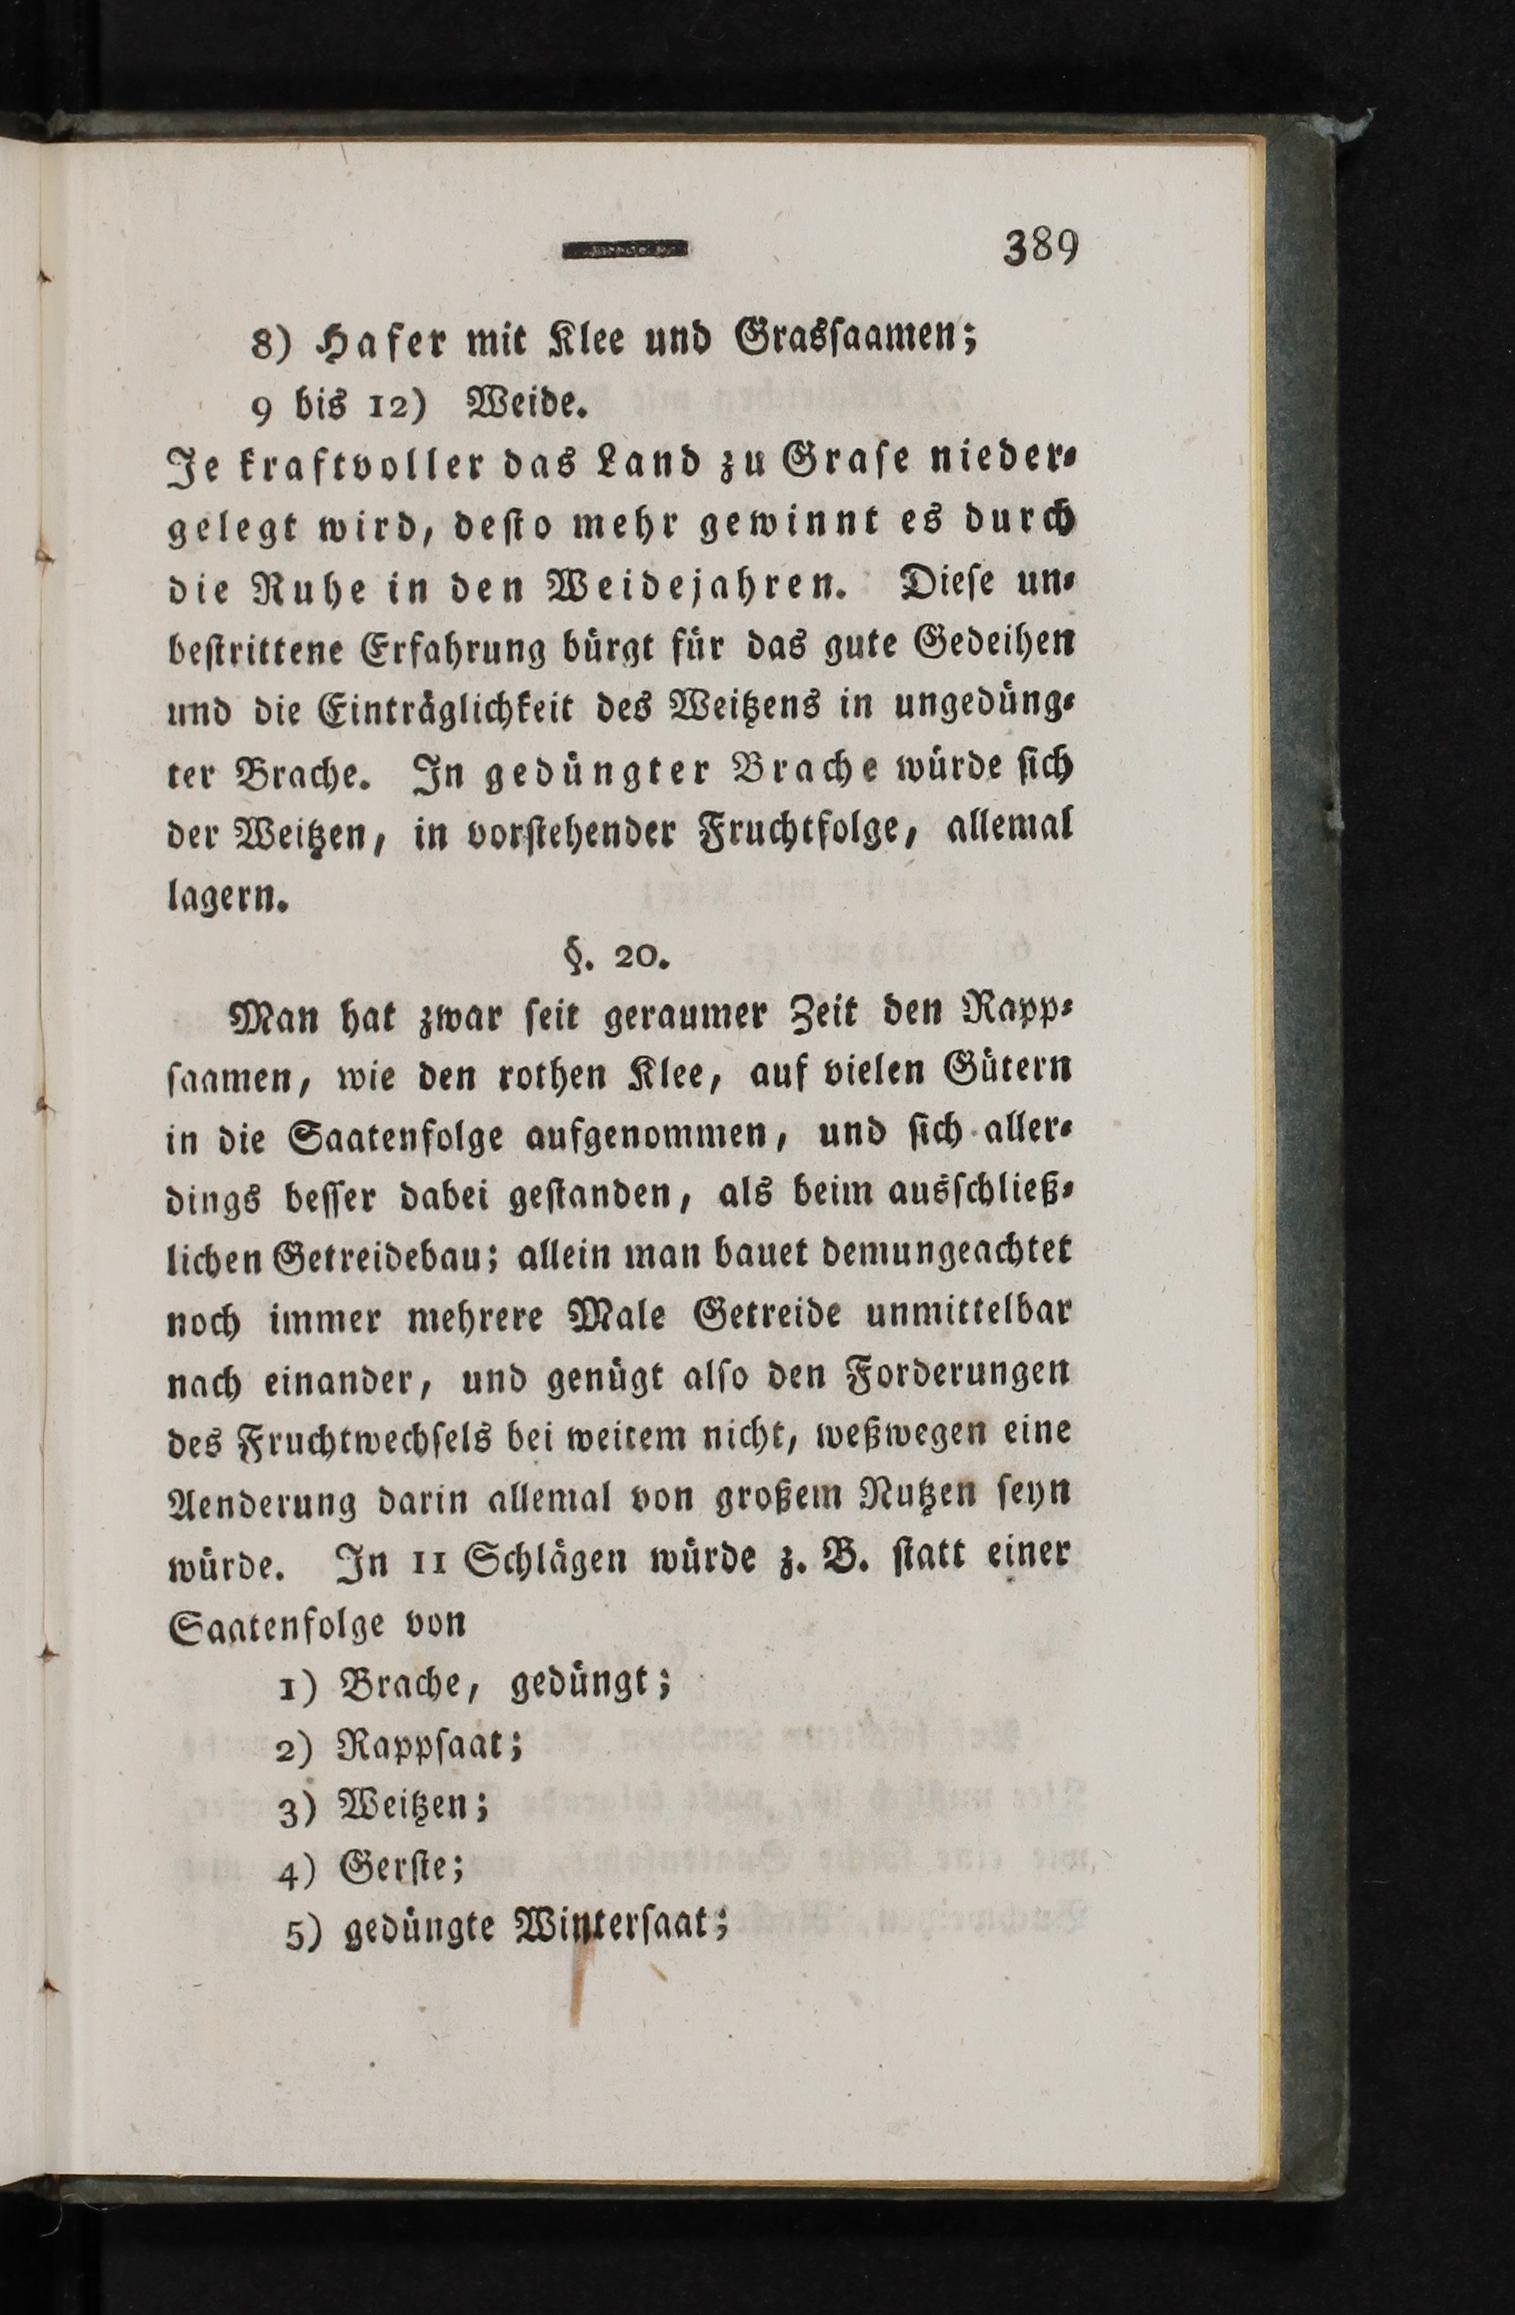 389
8) Hafer mit Klee und Grasſaamen;
9 bis 12) Weide.
Je kraftvoller das Land zu Graſe nieder⸗
gelegt wird, deſto mehr gewinnt es durch
die Ruhe in den Weidejahren. Dieſe un⸗
beſtrittene Erfahrung bürgt für das gute Gedeihen
und die Einträglichkeit des Weitzens in ungedüng⸗
ter Brache. In gedüngter Brache würde ſich
der Weitzen, in vorſtehender Fruchtfolge, allemal
lagern.
§. 20.
Man hat zwar ſeit geraumer Zeit den Rapp⸗
ſaamen, wie den rothen Klee, auf vielen Gütern
in die Saatenfolge aufgenommen, und ſich aller⸗
dings beſſer dabei geſtanden, als beim ausſchließ⸗
lichen Getreidebau; allein man bauet demungeachtet
noch immer mehrere Male Getreide unmittelbar
nach einander, und genügt alſo den Forderungen
des Fruchtwechſels bei weitem nicht, weßwegen eine
Aenderung darin allemal von großem Nutzen ſeyn
würde. In 11 Schlägen würde z. B. ſtatt einer
Saatenfolge von
1) Brache, gedüngt;
2) Rappſaat;
3) Weitzen;
4) Gerſte;
5) gedüngte Winterſaat;